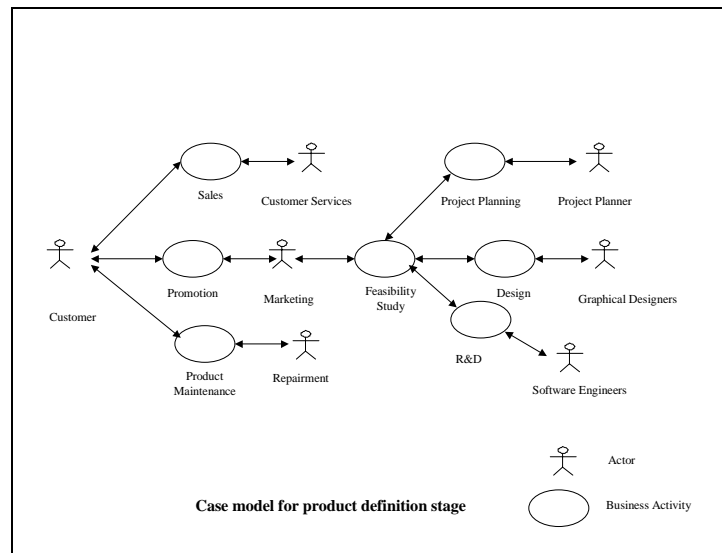 Sales
Customer Services
Project Planning
Project Planner
Customer
Promotion
Marketing
Feasibility
Study
Design
Graphical Designers
Product
Maintenance
Repairment
R&D
Software Engineers
Actor
Case model for product definition stage
Business Activity